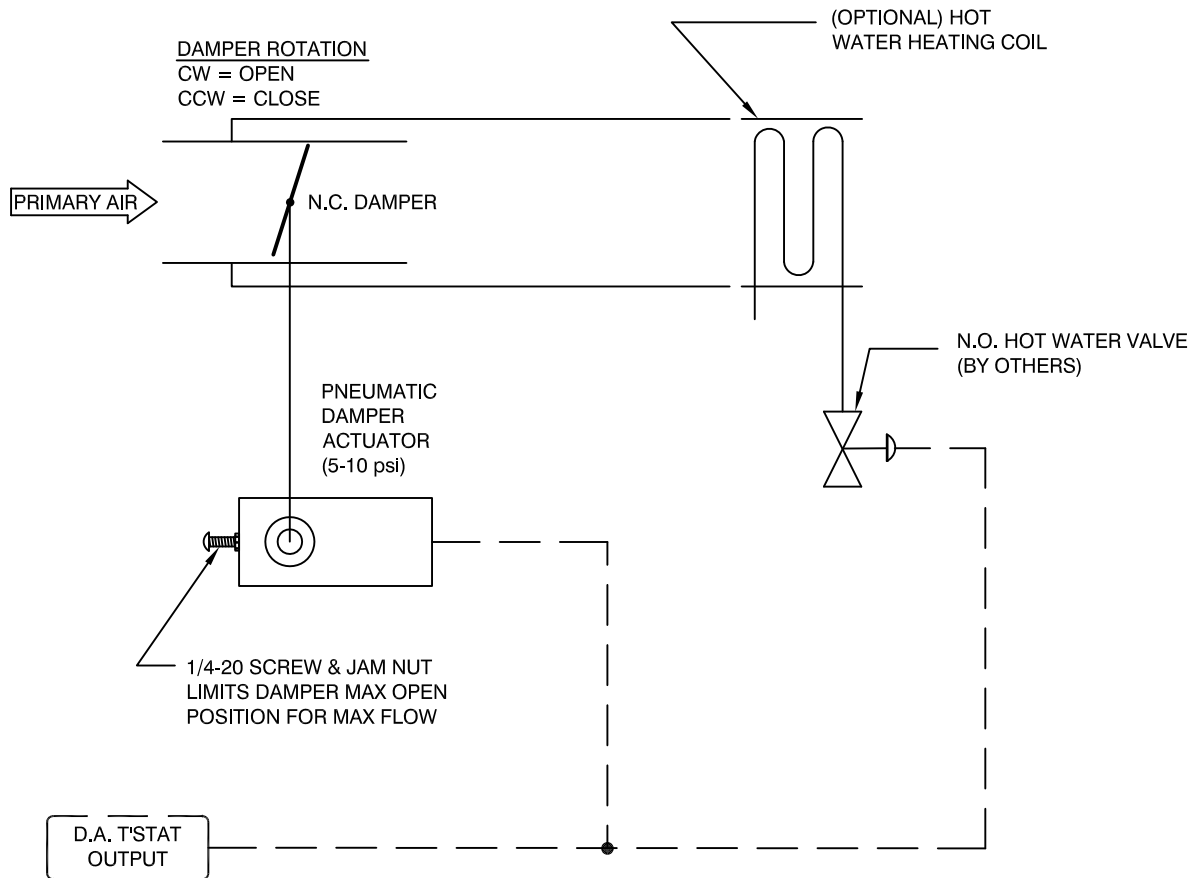 (OPTIONAL) HOT
WATER HEATING COIL
DAMPER ROTATION
CW = OPEN
CCW = CLOSE
PRIMARY AIR
N.C. DAMPER
N.O. HOT WATER VALVE
(BY OTHERS)
PNEUMATIC
DAMPER
ACTUATOR
(5-10 psi)
1/4-20 SCREW & JAM NUT
LIMITS DAMPER MAX OPEN
POSITION FOR MAX FLOW
D.A. T'STAT
OUTPUT